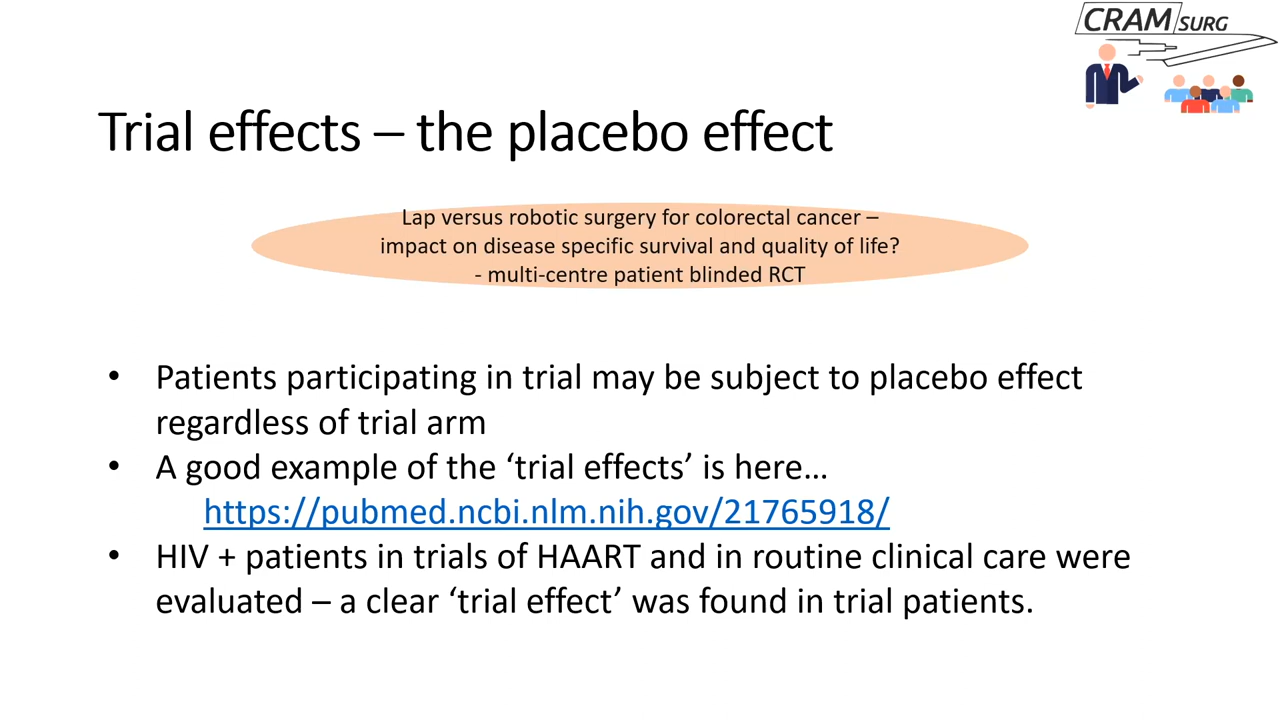 CRAM SURG
Trial effects – the placebo effect
Lap versus robotic surgery for colorectal cancer –
impact on disease specific survival and quality of life?
- multi-centre patient blinded RCT
• Patients participating in trial may be subject to placebo effect
regardless of trial arm
• A good example of the ‘trial effects’ is here…
https://pubmed.ncbi.nlm.nih.gov/21765918/
• HIV + patients in trials of HAART and in routine clinical care were
evaluated – a clear ‘trial effect’ was found in trial patients.